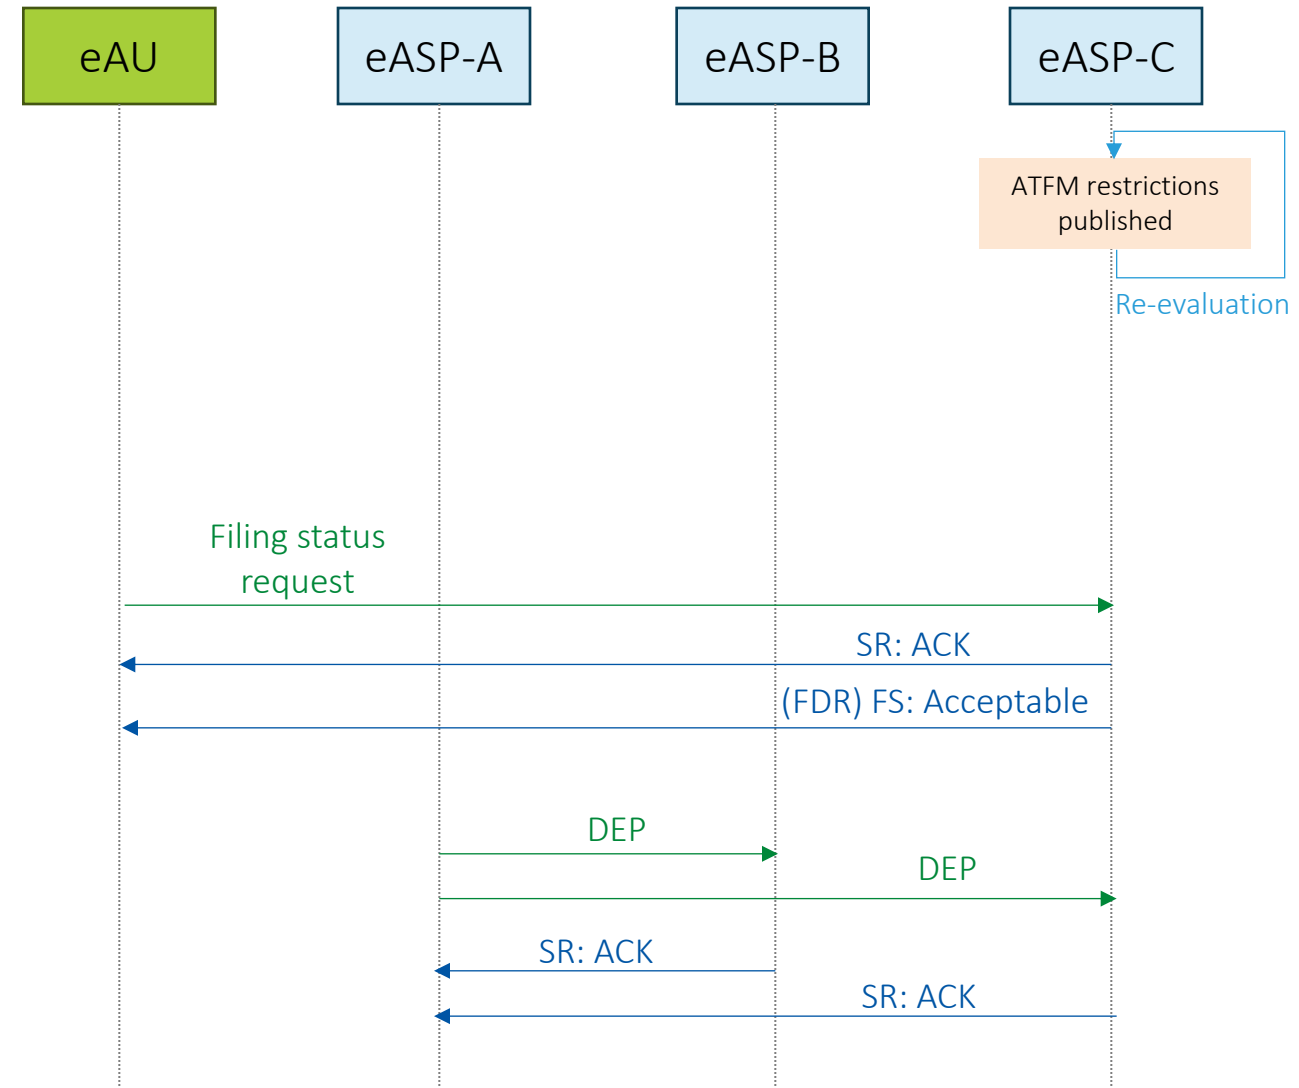 eAU
eASP-A
eASP-B
eASP-C
ATFM restrictions
published
Re-evaluation
Filing status
request
SR: ACK
(FDR) FS: Acceptable
DEP
DEP
SR: ACK
SR: ACK